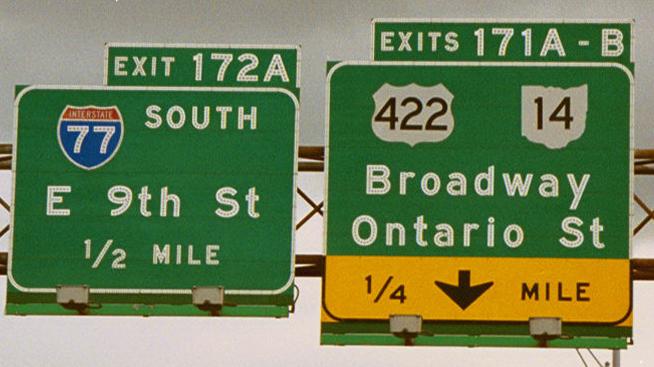 EXIT 172A
INTERSTATE
77
SOUTH
E 9th St
1/2 MILE
EXITS 171A-B
422
14
Broadway
Ontario St
1/4 MILE